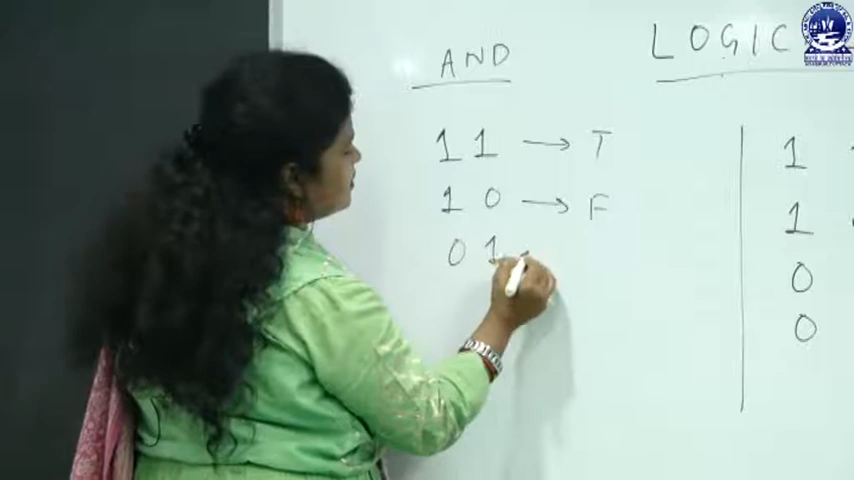 AND
1 1 → T
1 0 → F
0 1
LOGIC
1
1
0
0